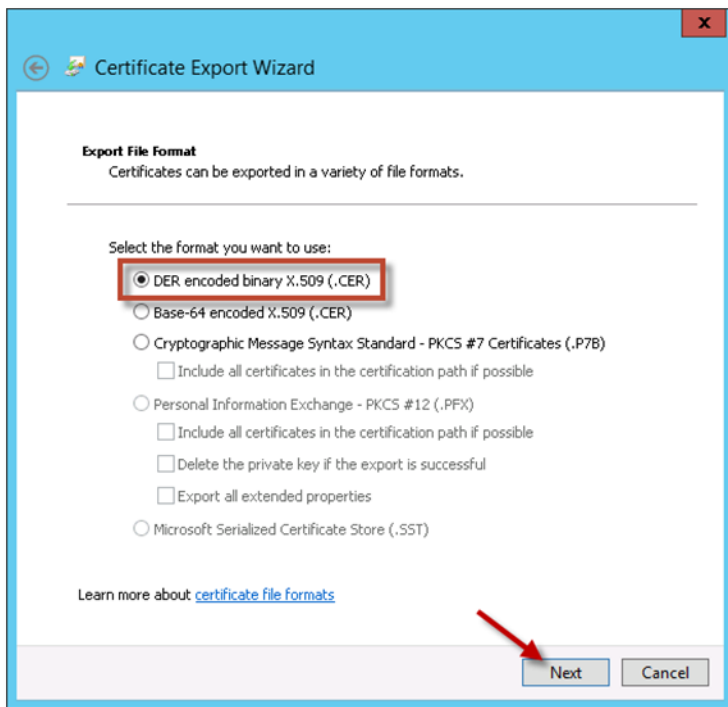 x
Certificate Export Wizard
Export File Format
Certificates can be exported in a variety of file formats.
Select the format you want to use:
DER encoded binary X.509 (.CER)
Base-64 encoded X.509 (.CER)
Cryptographic Message Syntax Standard - PKCS #7 Certificates (.P7B)
Include all certificates in the certification path if possible
Personal Information Exchange - PKCS #12 (.PFX)
Include all certificates in the certification path if possible
Delete the private key if the export is successful
Export all extended properties
Microsoft Serialized Certificate Store (.SST)
Learn more about certificate file formats
Next Cancel